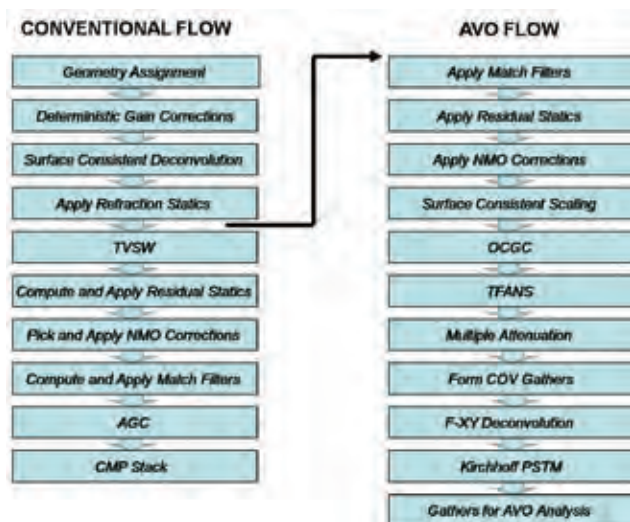 CONVENTIONAL FLOW
Geometry Assignment
Deterministic Gain Corrections
Surface Consistent Deconvolution
Apply Refraction Statics
TVSW
Compute and Apply Residual Statics
Pick and Apply NMO Corrections
Compute and Apply Match Filters
AGC
CMP Stack
AVO FLOW
Apply Match Filters
Apply Residual Statics
Apply NMO Corrections
Surface Consistent Scaling
OCGC
TFANS
Multiple Attenuation
Form COV Gathers
F-XY Deconvolution
Kirchhoff PSTM
Gathers for AVO Analysis